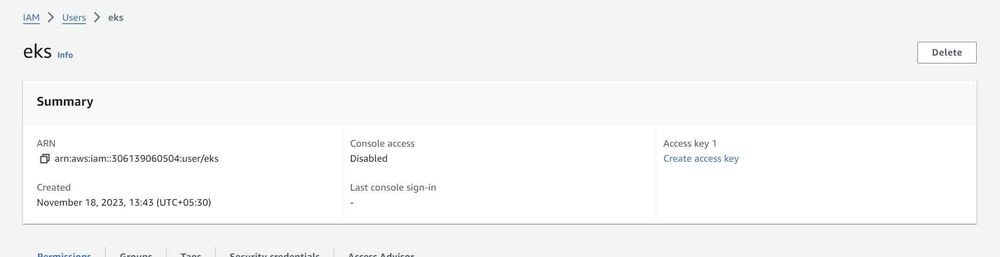 IAM > Users > eks
eks Info
Delete
Summary
ARN
arn:aws:iam::306139060504:user/eks
Created
November 18, 2023, 13:43 (UTC+05:30)
Console access
Disabled
Last console sign-in
-
Access key 1
Create access key
Permissions Groups Tags Security credentials Access Advisor